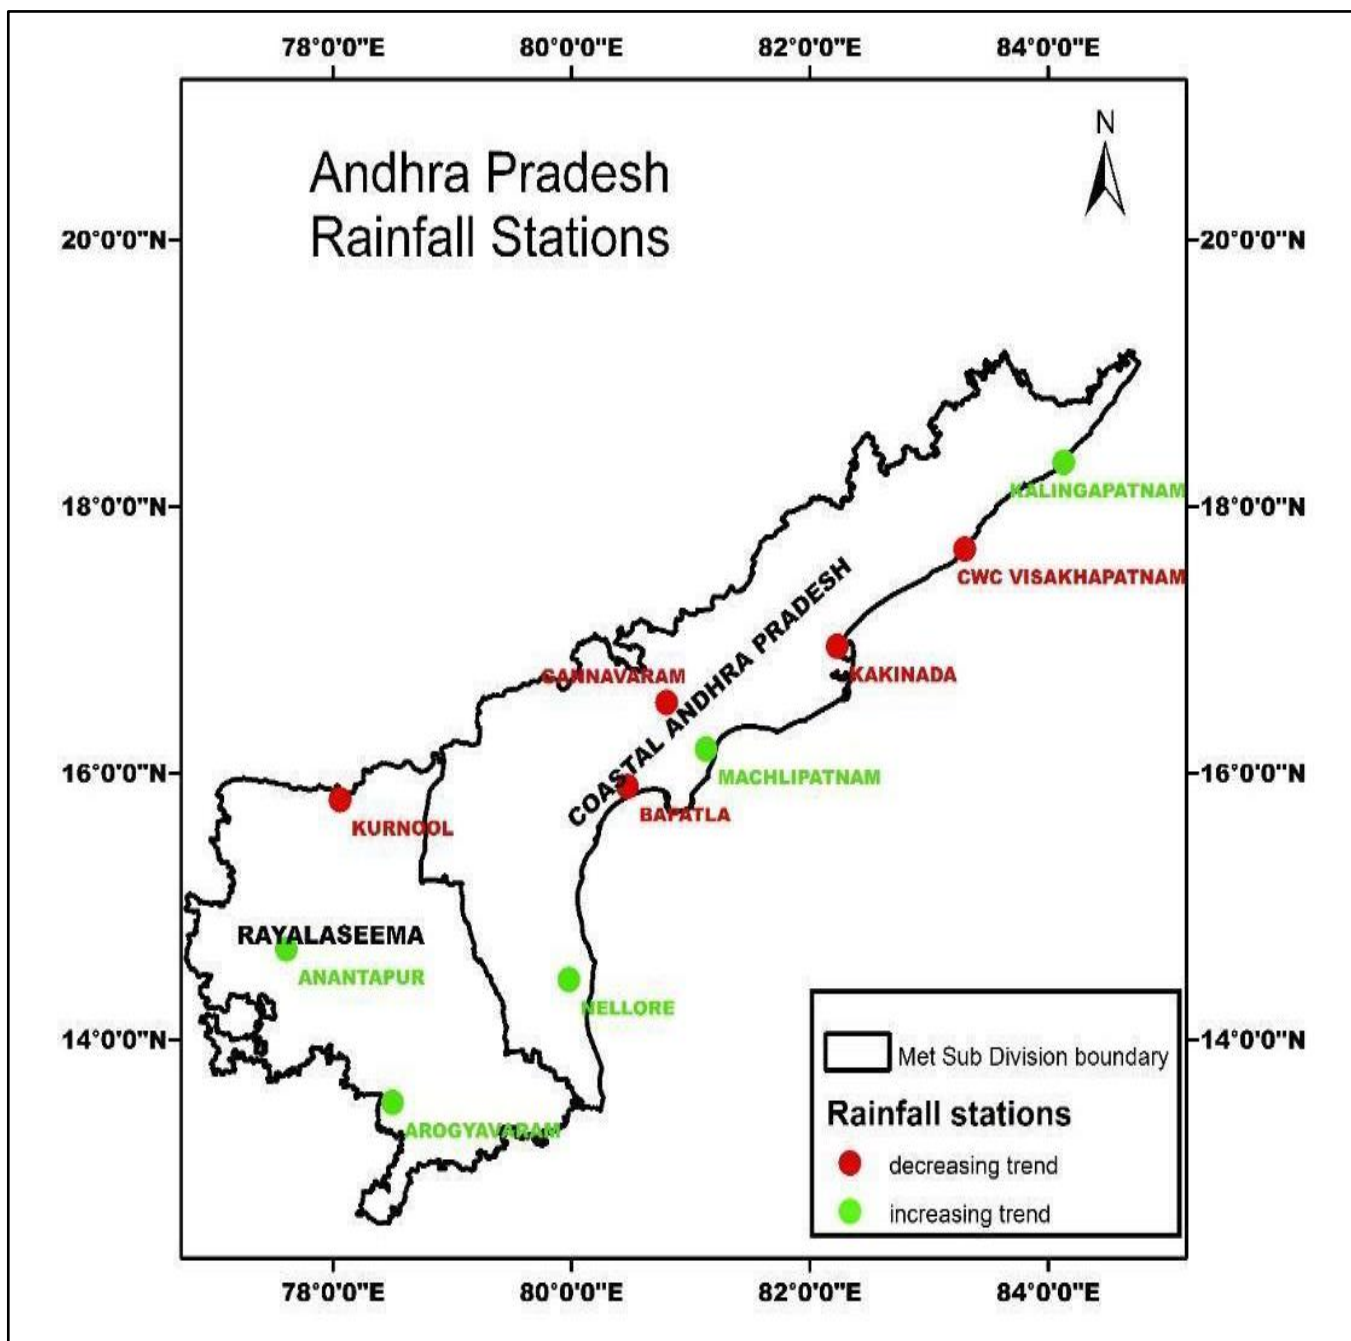 78°0'0"E 80°0'0"E 82°0'0"E 84°0'0"E
Andhra Pradesh
Rainfall Stations
N
20°0'0"N 20°0'0"N
KALINGAPATNAM
18°0'0"N 18°0'0"N
CWC VISAKHAPATNAM
COASTAL ANDHRA PRADESH
GANNAVARAM
KAKINADA
16°0'0"N 16°0'0"N
MACHLIPATNAM
BAPATLA
KURNOOL
RAYALASEEMA
ANANTAPUR
NELLORE
14°0'0"N 14°0'0"N
AROGYAVARAM
Met Sub Division boundary
Rainfall stations
decreasing trend
increasing trend
78°0'0"E 80°0'0"E 82°0'0"E 84°0'0"E